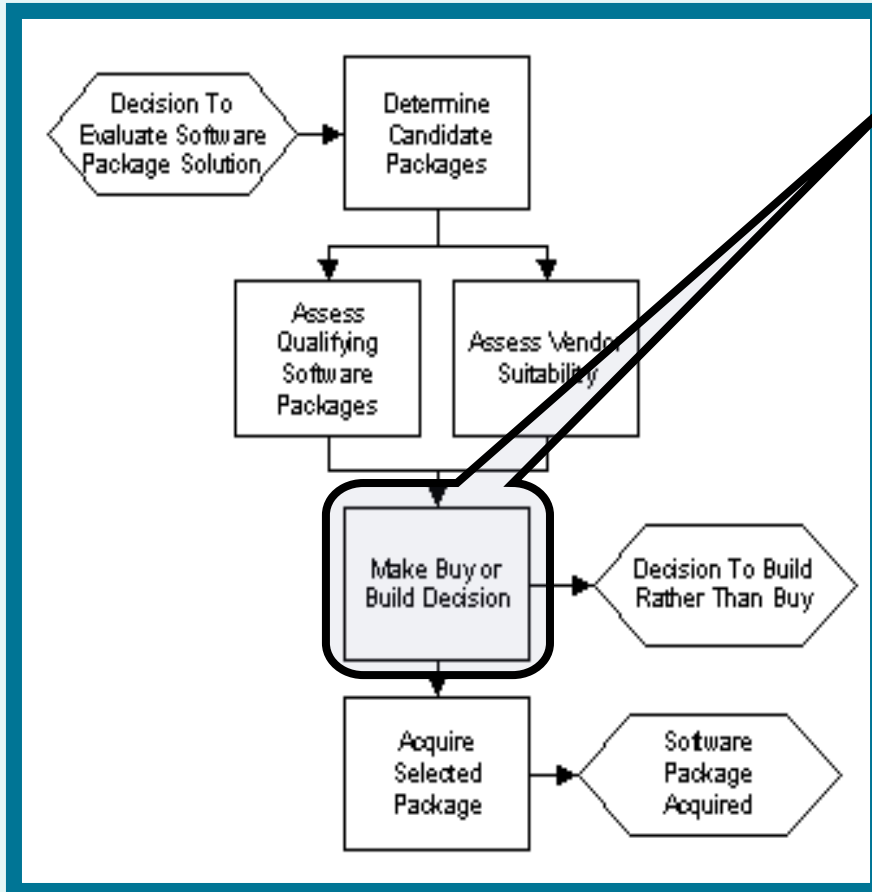 Decision To
Evaluate Software
Package Solution
Determine
Candidate
Packages
Assess
Qualifying
Software
Packages
Assess Vendor
Suitability
Make Buy or
Build Decision
Decision To Build
Rather Than Buy
Acquire
Selected
Package
Software
Package
Acquired